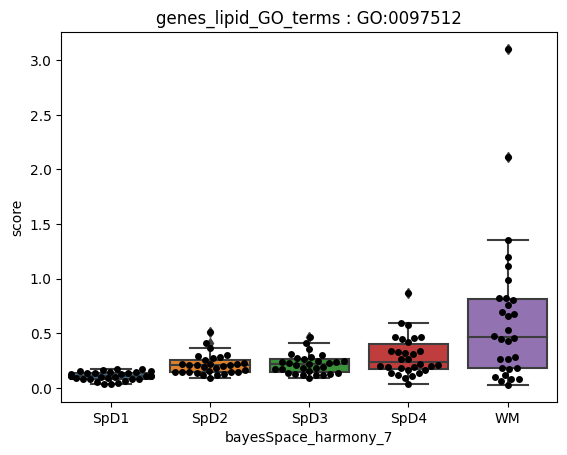 genes_lipid_GO_terms : GO:0097512
score
3.0
2.5
2.0
1.5
1.0
0.5
0.0
SpD1 SpD2 SpD3 SpD4 WM
bayesSpace_harmony_7